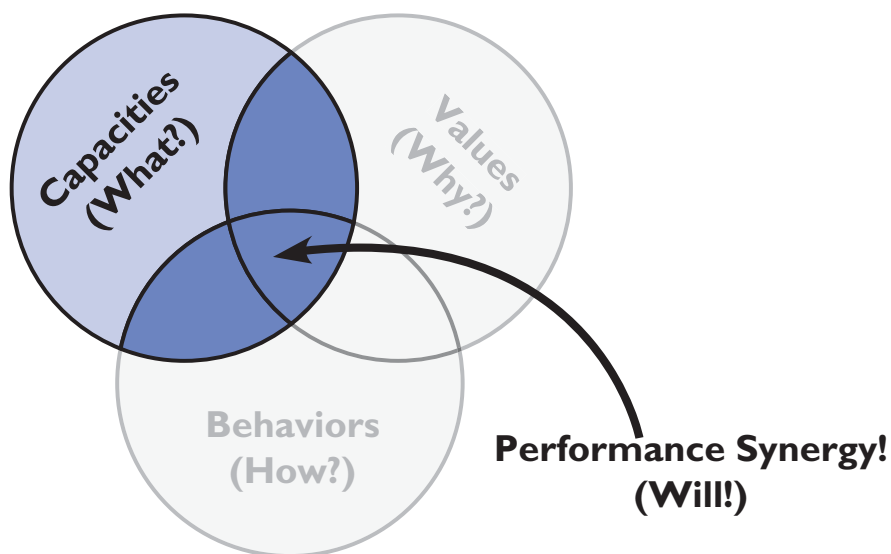 Capacities
(What?)
Values
(Why?)
Behaviors
(How?)
Performance Synergy!
(Will!)